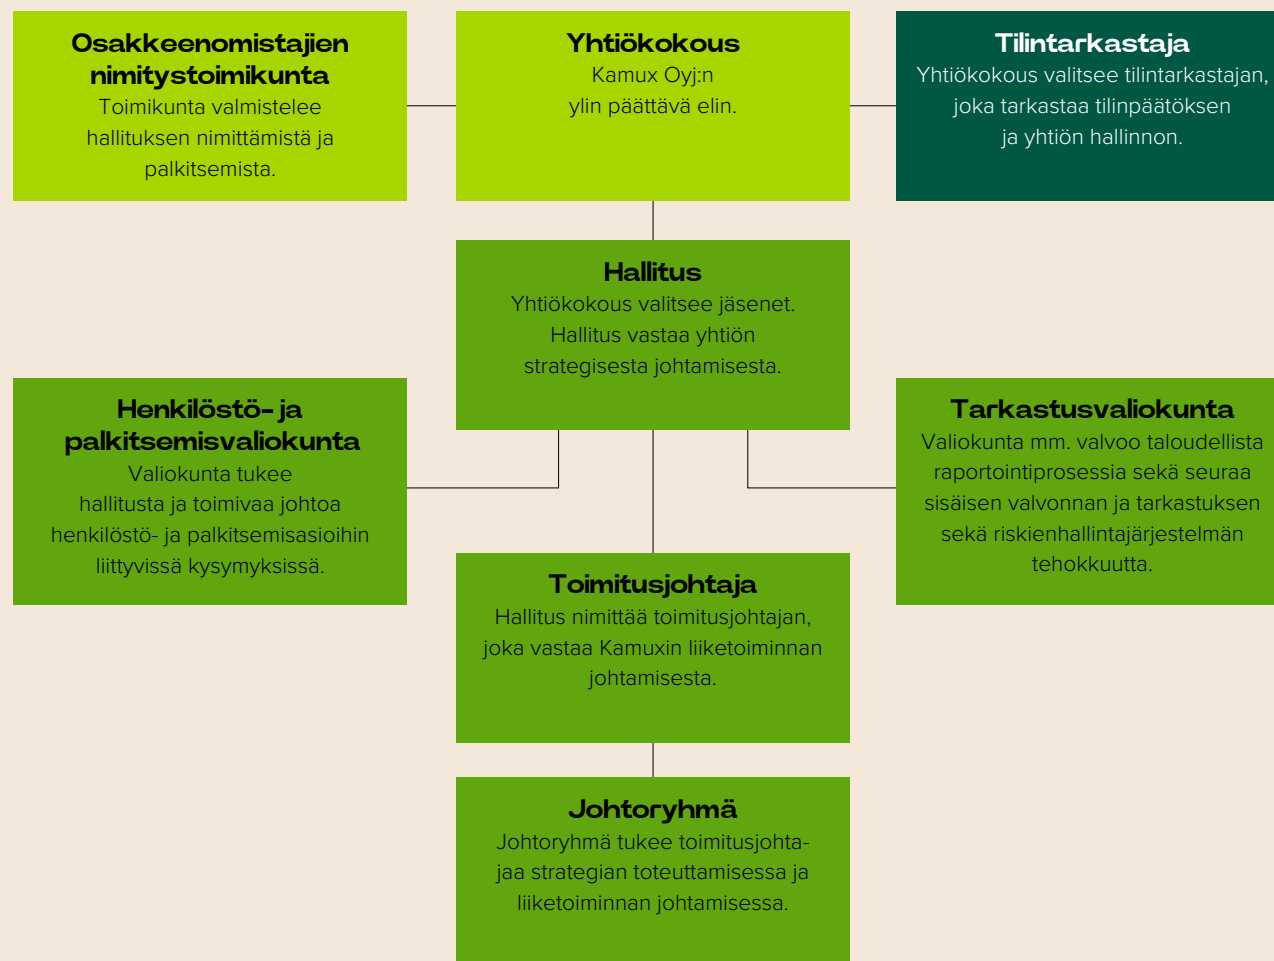 Osakkeenomistajien
nimitystoimikunta
Toimikunta valmistelee
hallituksen nimittämistä ja
palkitsemista.
Yhtiökokous
Kamux Oyj:n
ylin päättävä elin.
Tilintarkastaja
Yhtiökokous valitsee tilintarkastajan,
joka tarkastaa tilinpäätöksen
ja yhtiön hallinnon.
Hallitus
Yhtiökokous valitsee jäsenet.
Hallitus vastaa yhtiön
strategisesta johtamisesta.
Henkilöstö- ja
palkitsemisvaliokunta
Valiokunta tukee
hallitusta ja toimivaa johtoa
henkilöstö- ja palkitsemisasioihin
liittyvissä kysymyksissä.
Tarkastusvaliokunta
Valiokunta mm. valvoo taloudellista
raportointiprosessia sekä seuraa
sisäisen valvonnan ja tarkastuksen
sekä riskienhallintajärjestelmän
tehokkuutta.
Toimitusjohtaja
Hallitus nimittää toimitusjohtajan,
joka vastaa Kamuxin liiketoiminnan
johtamisesta.
Johtoryhmä
Johtoryhmä tukee toimitusjohta-
jaa strategian toteuttamisessa ja
liiketoiminnan johtamisessa.